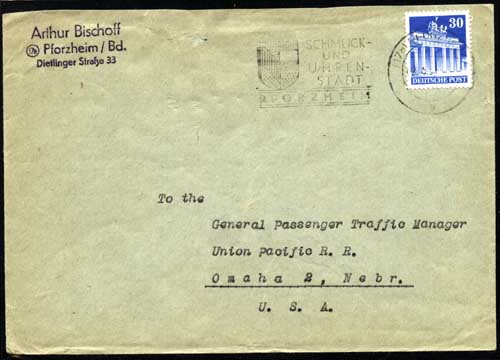 Arthur Bischoff
(17a) Pforzheim / Bd.
Dietlinger Straße 33
SCHMUCK-
UND
UHREN-
STADT
PFORZHEIM
30
DEUTSCHE POST
To the
General Passenger Traffic Manager
Union Pacific R. R.
Omaha 2, Nebr.
U. S. A.